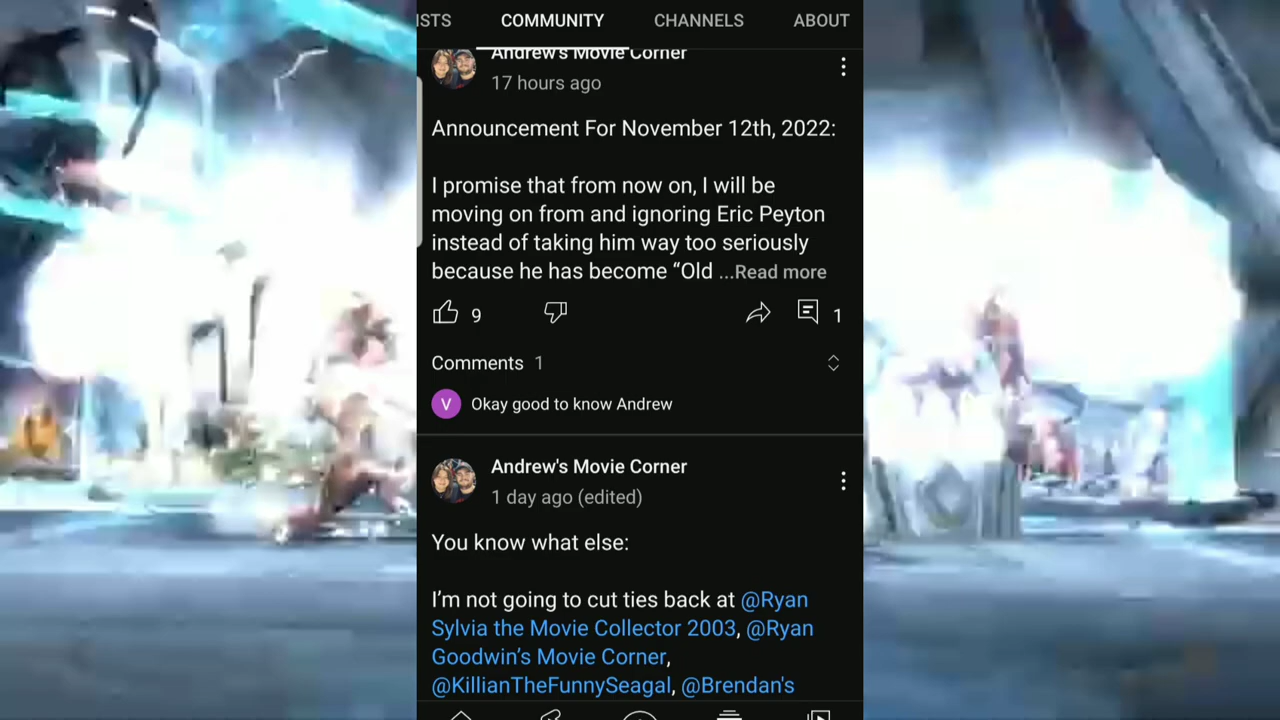 ISTS COMMUNITY CHANNELS ABOUT
Andrew's Movie Corner
17 hours ago
Announcement For November 12th, 2022:
I promise that from now on, I will be
moving on from and ignoring Eric Peyton
instead of taking him way too seriously
because he has become “Old ...Read more
9 1
Comments 1
V Okay good to know Andrew
Andrew's Movie Corner
1 day ago (edited)
You know what else:
I’m not going to cut ties back at @Ryan
Sylvia the Movie Collector 2003, @Ryan
Goodwin’s Movie Corner,
@KillianTheFunnySeagal, @Brendan's